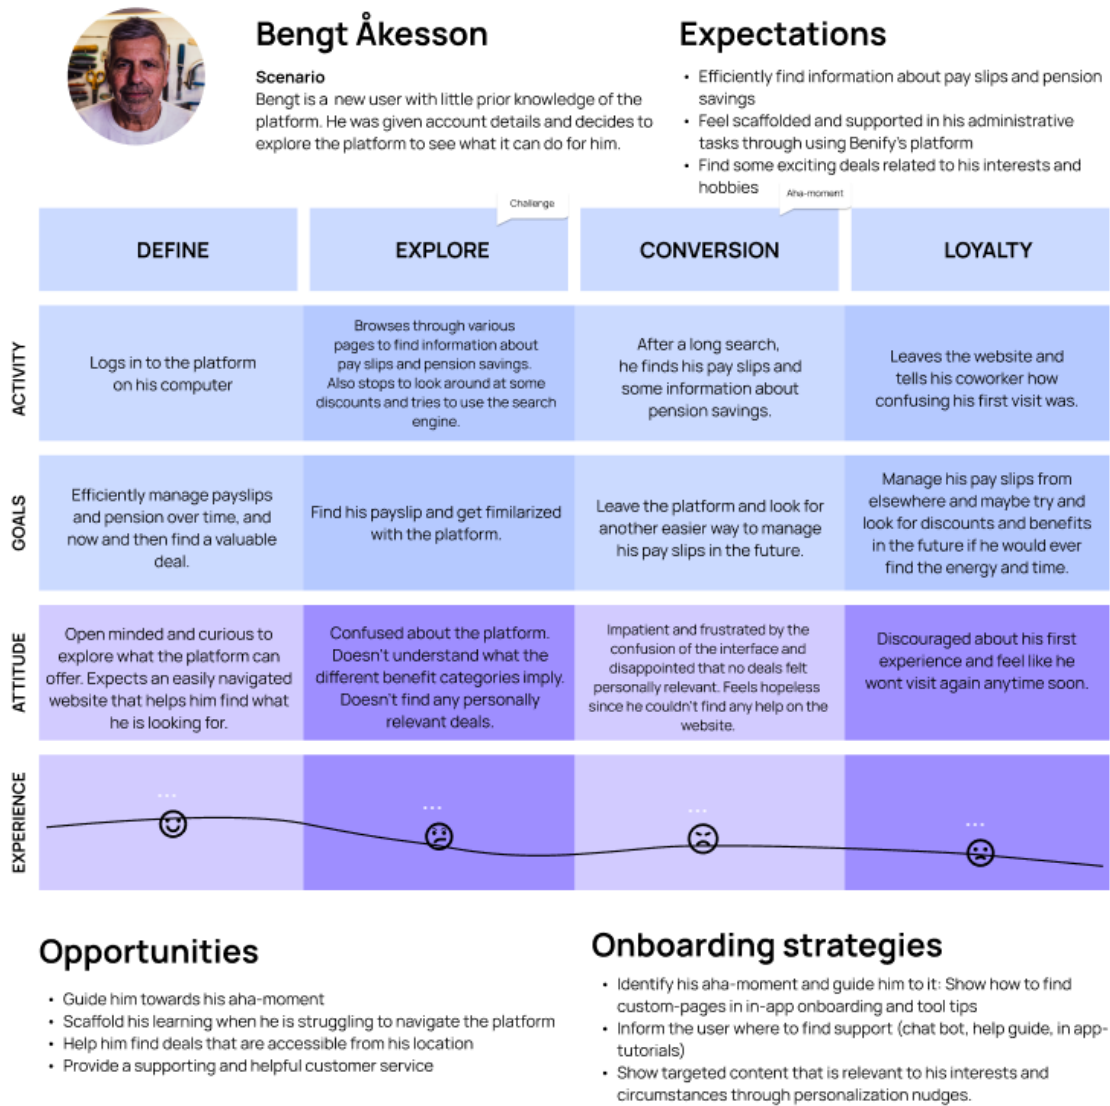 Bengt Åkesson
Scenario
Bengt is a new user with little prior knowledge of the
platform. He was given account details and decides to
explore the platform to see what it can do for him.
Expectations
• Efficiently find information about pay slips and pension
savings
• Feel scaffolded and supported in his administrative
tasks through using Benify's platform
• Find some exciting deals related to his interests and
hobbies
Challenge
Aha-moment
DEFINE
EXPLORE
CONVERSION
LOYALTY
ACTIVITY
Logs in to the platform
on his computer
Browses through various
pages to find information about
pay slips and pension savings.
Also stops to look around at some
discounts and tries to use the search
engine.
After a long search,
he finds his pay slips and
some information about
pension savings.
Leaves the website and
tells his coworker how
confusing his first visit was.
GOALS
Efficiently manage payslips
and pension over time, and
now and then find a valuable
deal.
Find his payslip and get fimilarized
with the platform.
Leave the platform and look for
another easier way to manage
his pay slips in the future.
Manage his pay slips from
elsewhere and maybe try and
look for discounts and benefits
in the future if he would ever
find the energy and time.
ATTITUDE
Open minded and curious to
explore what the platform can
offer. Expects an easily navigated
website that helps him find what
he is looking for.
Confused about the platform.
Doesn't understand what the
different benefit categories imply.
Doesn't find any personally
relevant deals.
Impatient and frustrated by the
confusion of the interface and
disappointed that no deals felt
personally relevant. Feels hopeless
since he couldn't find any help on the
website.
Discouraged about his first
experience and feel like he
wont visit again anytime soon.
EXPERIENCE
...
...
...
...
Opportunities
• Guide him towards his aha-moment
• Scaffold his learning when he is struggling to navigate the platform
• Help him find deals that are accessible from his location
• Provide a supporting and helpful customer service
Onboarding strategies
• Identify his aha-moment and guide him to it: Show how to find
custom-pages in in-app onboarding and tool tips
• Inform the user where to find support (chat bot, help guide, in app-
tutorials)
• Show targeted content that is relevant to his interests and
circumstances through personalization nudges.